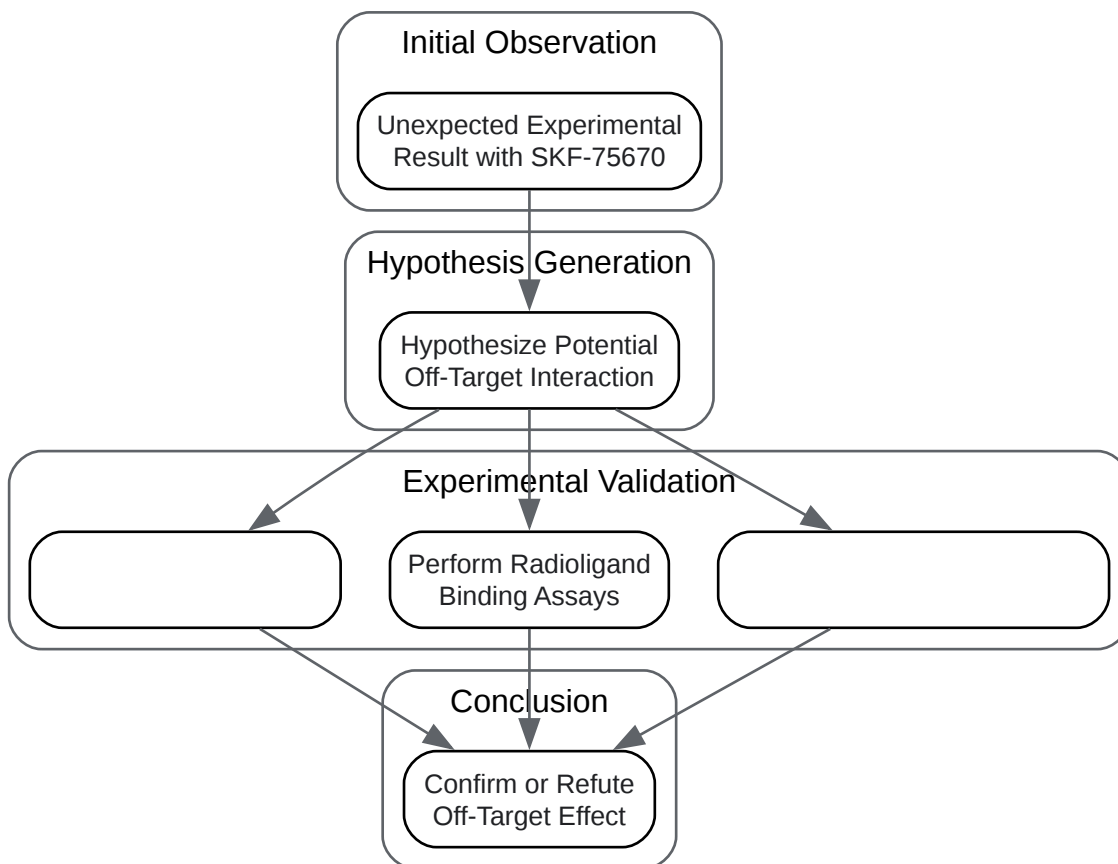 Initial Observation
Unexpected Experimental
Result with SKF-75670
Hypothesis Generation
Hypothesize Potential
Off-Target Interaction
Experimental Validation
Perform Radioligand
Binding Assays
Conclusion
Confirm or Refute
Off-Target Effect